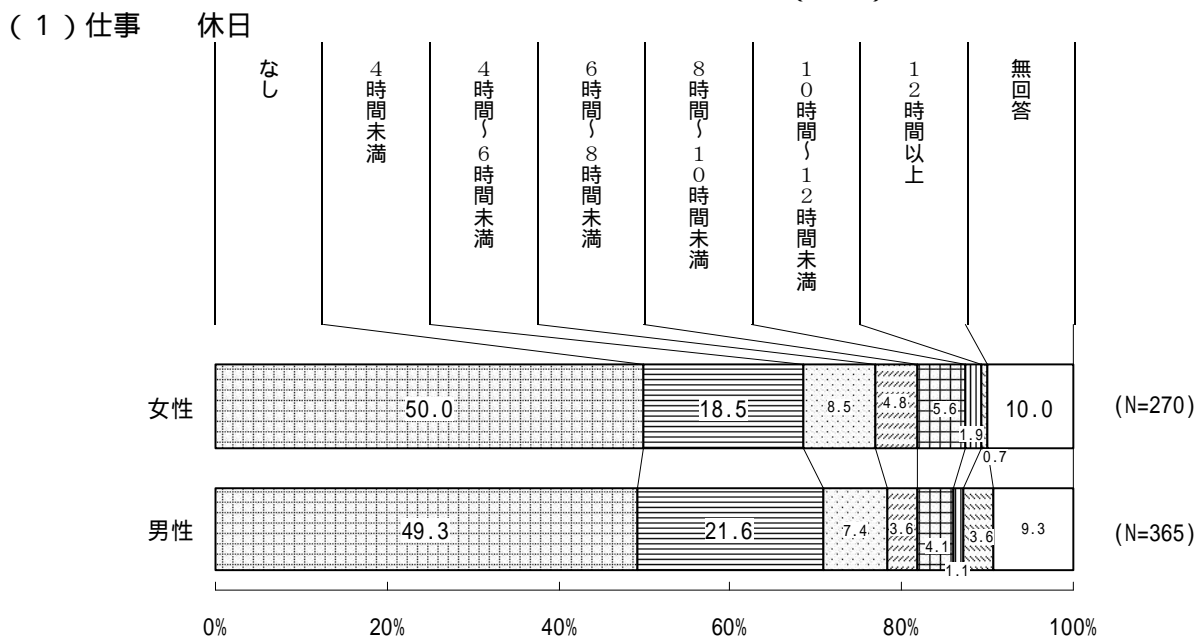 (1)仕事　休日
なし
4時間未満
4時間～6時間未満
6時間～8時間未満
8時間～10時間未満
10時間～12時間未満
12時間以上
無回答
女性 50.0 18.5 8.5 4.8 5.6 1.9 0.7 10.0 (N=270)
男性 49.3 21.6 7.4 3.6 4.1 1.1 3.6 9.3 (N=365)
0% 20% 40% 60% 80% 100%